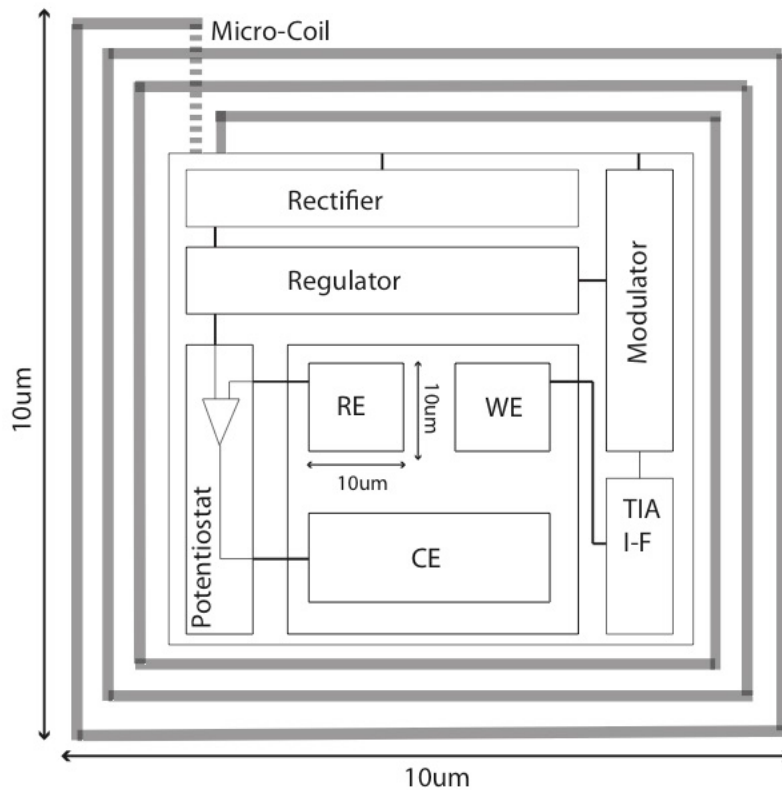 Micro-Coil
Rectifier
Regulator
Modulator
10um
RE
10um
WE
10um
Potentiostat
CE
TIA
I-F
10um